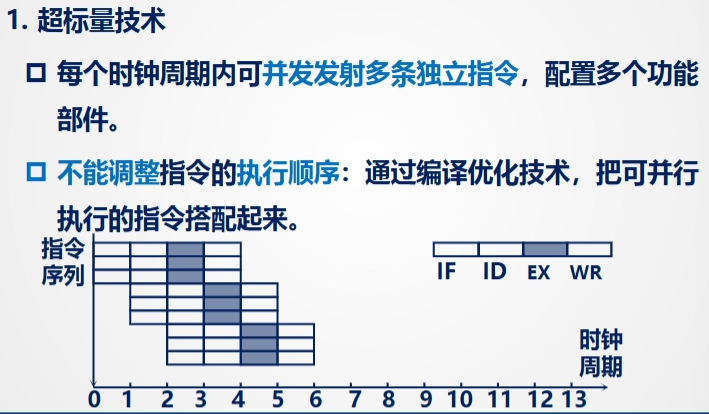 1. 超标量技术
每个时钟周期内可并发发射多条独立指令，配置多个功能
部件。
不能调整指令的执行顺序：通过编译优化技术，把可并行
执行的指令搭配起来。
指令
序列
IF ID EX WR
时钟
周期
0 1 2 3 4 5 6 7 8 9 10 11 12 13